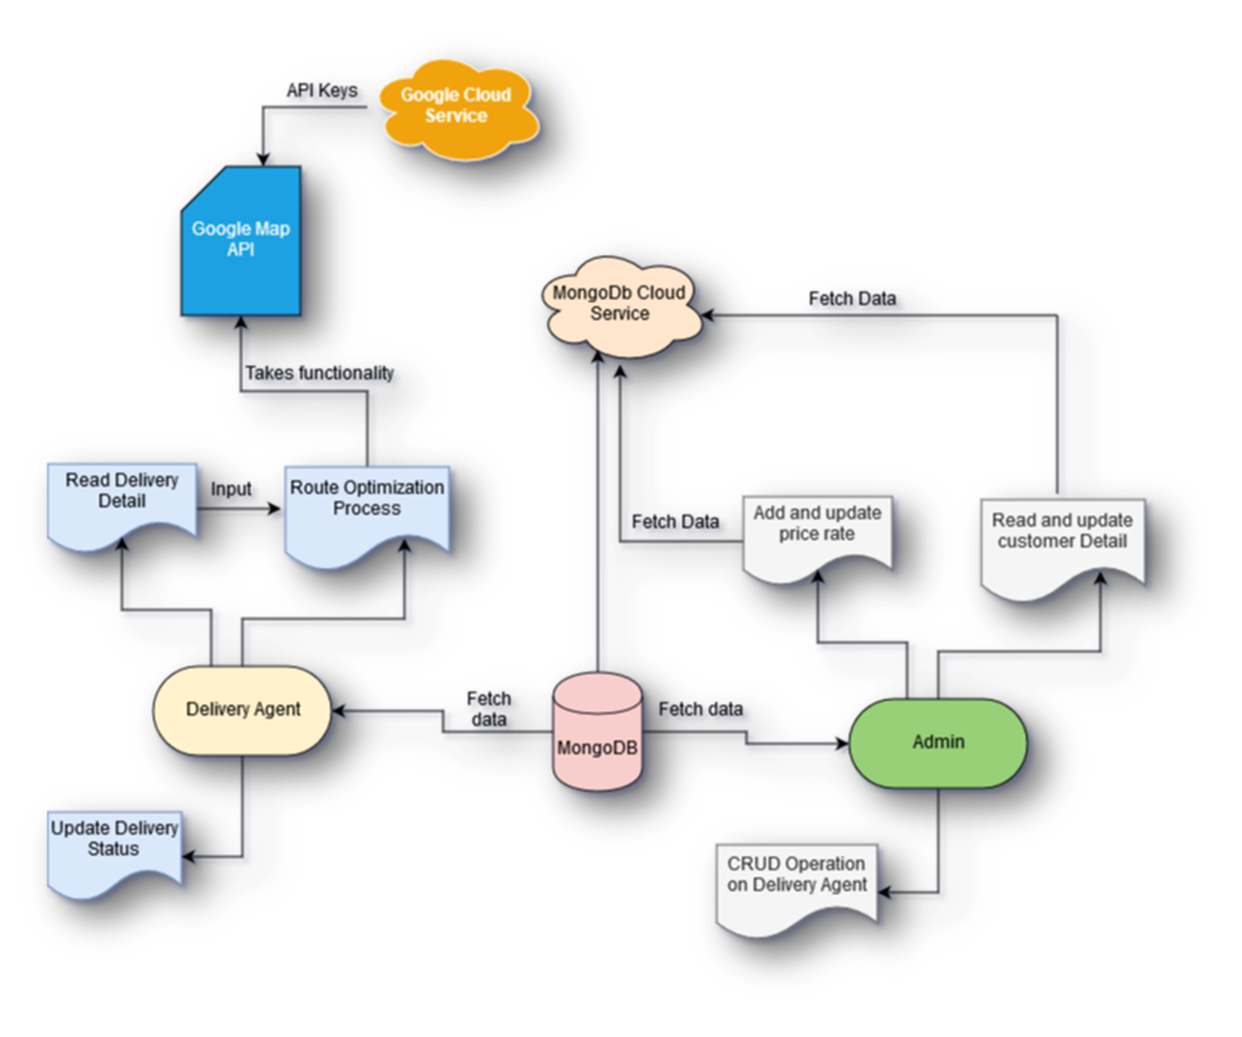 API Keys
Google Cloud
Service
Google Map
API
MongoDb Cloud
Service
Fetch Data
Takes functionality
Read Delivery
Detail
Input
Route Optimization
Process
Fetch Data
Add and update
price rate
Read and update
customer Detail
Delivery Agent
Fetch
data
MongoDB
Fetch data
Admin
Update Delivery
Status
CRUD Operation
on Delivery Agent